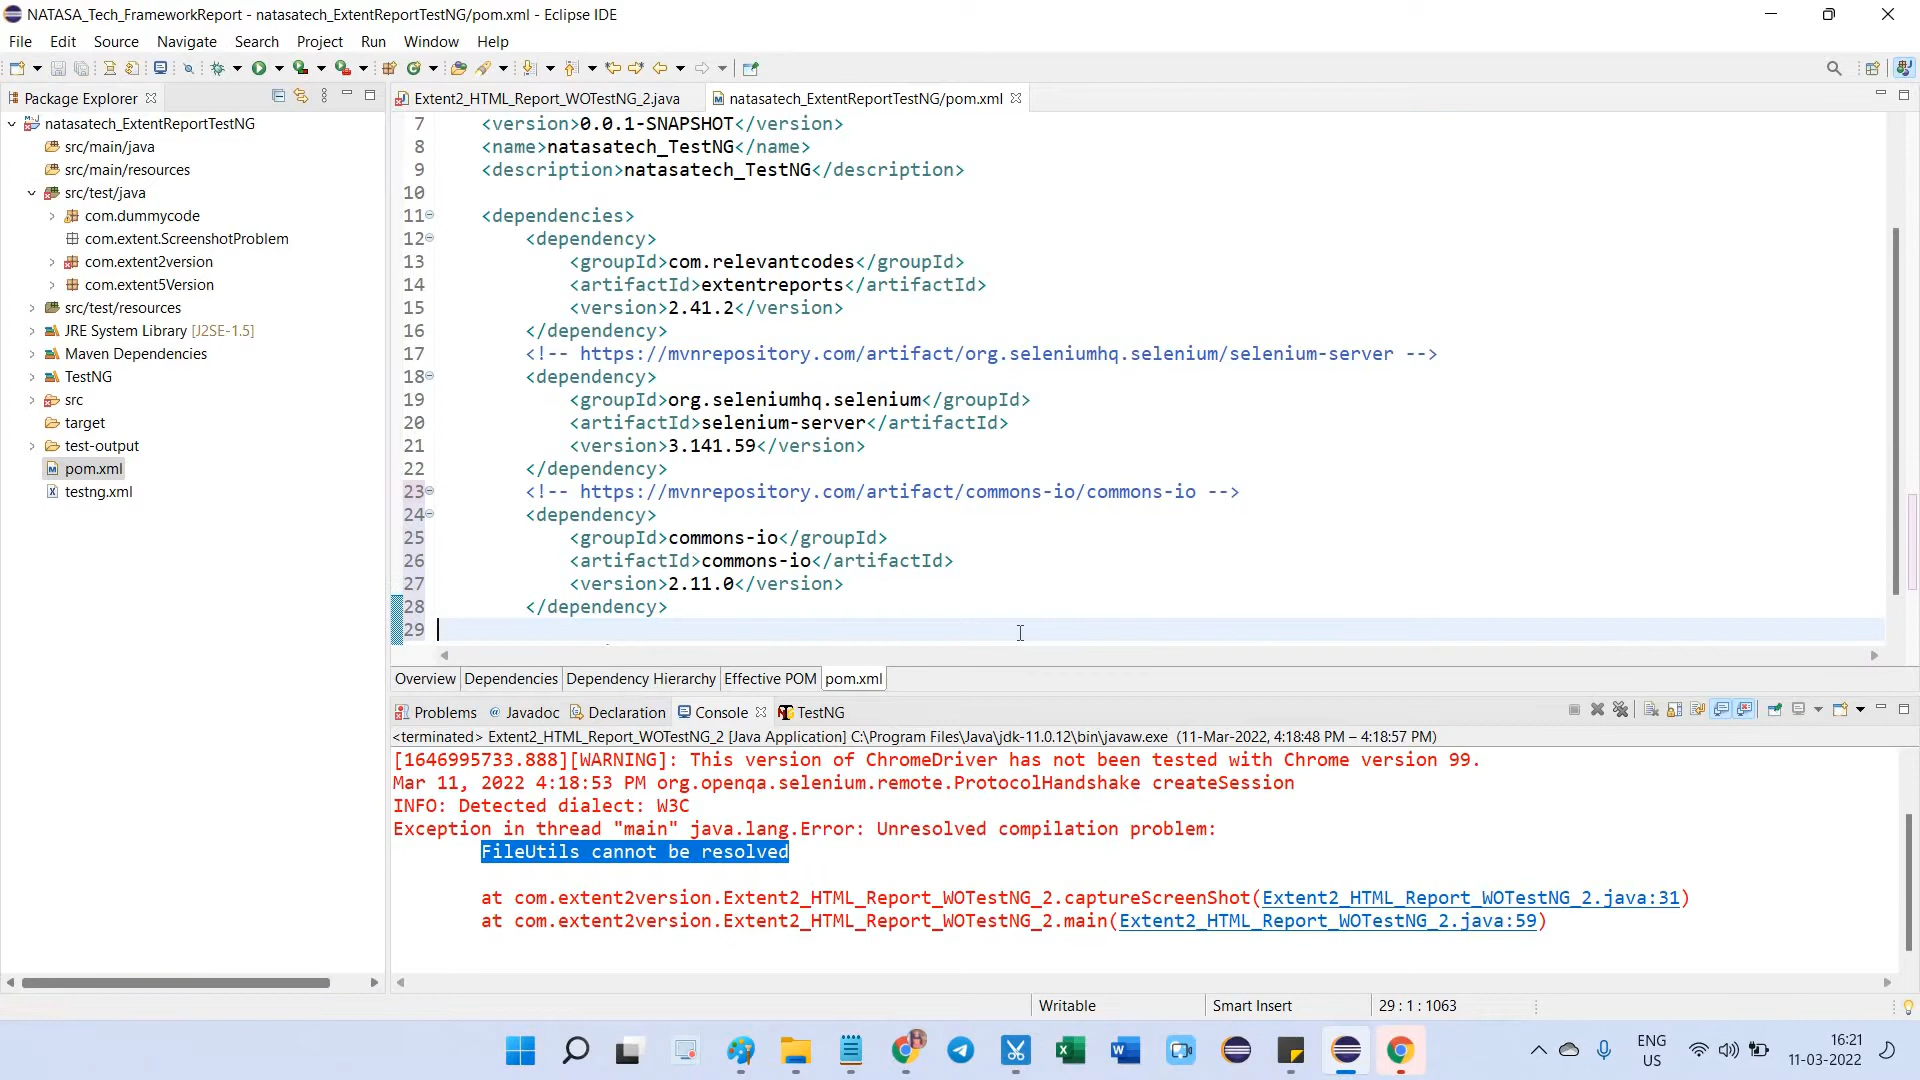 NATASA_Tech_FrameworkReport - natasatech_ExtentReportTestNG/pom.xml - Eclipse IDE
File Edit Source Navigate Search Project Run Window Help
Package Explorer
natasatech_ExtentReportTestNG
src/main/java
src/main/resources
src/test/java
com.dummycode
com.extent.ScreenshotProblem
com.extent2version
com.extent5Version
src/test/resources
JRE System Library [J2SE-1.5]
Maven Dependencies
TestNG
src
target
test-output
pom.xml
testng.xml
Extent2_HTML_Report_WOTestNG_2.java natasatech_ExtentReportTestNG/pom.xml
7 <version>0.0.1-SNAPSHOT</version>
8 <name>natasatech_TestNG</name>
9 <description>natasatech_TestNG</description>
10
11 <dependencies>
12 <dependency>
13 <groupId>com.relevantcodes</groupId>
14 <artifactId>extentreports</artifactId>
15 <version>2.41.2</version>
16 </dependency>
17 <!-- https://mvnrepository.com/artifact/org.seleniumhq.selenium/selenium-server -->
18 <dependency>
19 <groupId>org.seleniumhq.selenium</groupId>
20 <artifactId>selenium-server</artifactId>
21 <version>3.141.59</version>
22 </dependency>
23 <!-- https://mvnrepository.com/artifact/commons-io/commons-io -->
24 <dependency>
25 <groupId>commons-io</groupId>
26 <artifactId>commons-io</artifactId>
27 <version>2.11.0</version>
28 </dependency>
29
Overview Dependencies Dependency Hierarchy Effective POM pom.xml
Problems Javadoc Declaration Console TestNG
<terminated> Extent2_HTML_Report_WOTestNG_2 [Java Application] C:\Program Files\Java\jdk-11.0.12\bin\javaw.exe (11-Mar-2022, 4:18:48 PM – 4:18:57 PM)
[1646995733.888][WARNING]: This version of ChromeDriver has not been tested with Chrome version 99.
Mar 11, 2022 4:18:53 PM org.openqa.selenium.remote.ProtocolHandshake createSession
INFO: Detected dialect: W3C
Exception in thread "main" java.lang.Error: Unresolved compilation problem:
FileUtils cannot be resolved
at com.extent2version.Extent2_HTML_Report_WOTestNG_2.captureScreenShot(Extent2_HTML_Report_WOTestNG_2.java:31)
at com.extent2version.Extent2_HTML_Report_WOTestNG_2.main(Extent2_HTML_Report_WOTestNG_2.java:59)
Writable Smart Insert 29 : 1 : 1063
ENG
US
16:21
11-03-2022